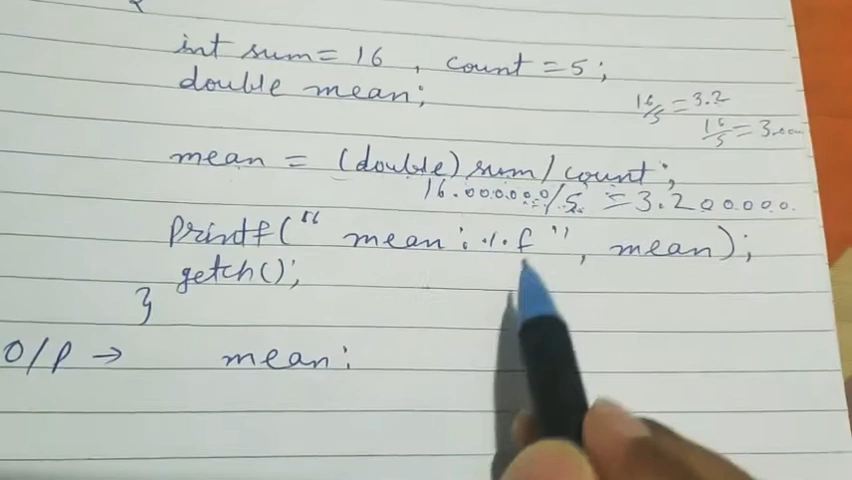 {
int sum = 16 , count = 5 ;
double mean ;
16/5 = 3.2
16/5 = 3.00
mean = (double) sum / count ;
16.000000/5. = 3.200000.
printf(" mean : %f " , mean) ;
getch() ;
}
O/P → mean :